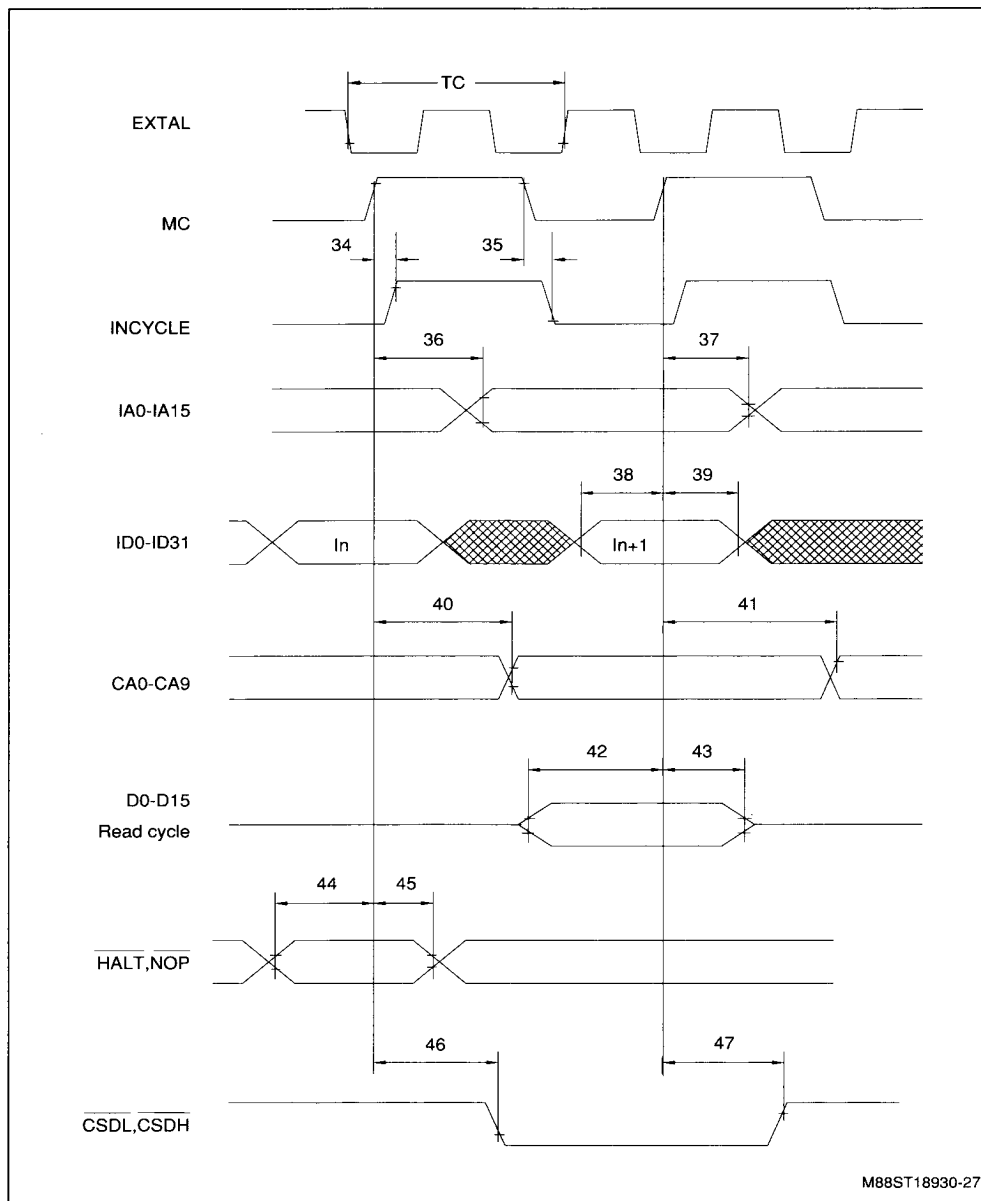 TC
EXTAL
MC
34 35
INCYCLE
36 37
IA0-IA15
38 39
ID0-ID31 In In+1
40 41
CA0-CA9
42 43
D0-D15
Read cycle
44 45
HALT,NOP
46 47
CSDL,CSDH
M88ST18930-27